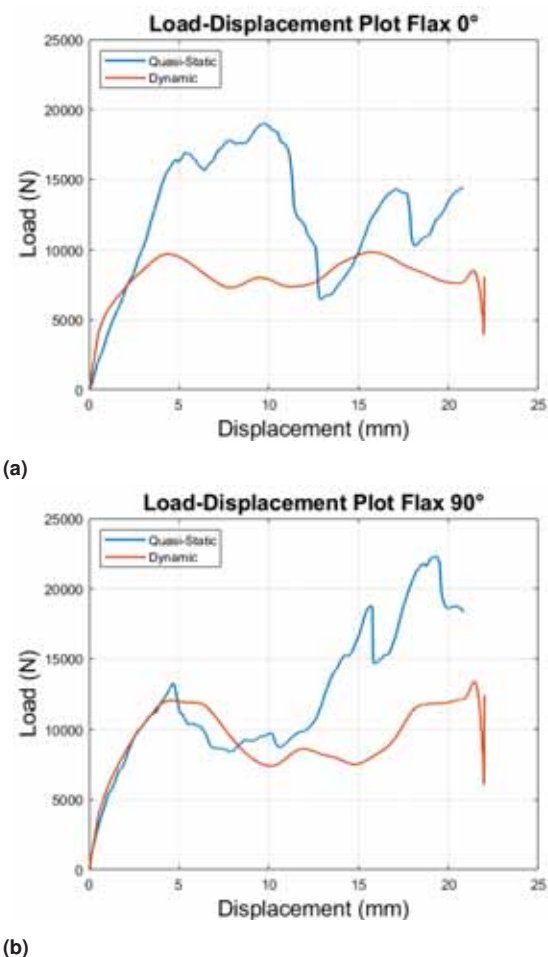 Load-Displacement Plot Flax 0°
25000
20000
15000
10000
5000
0
Load (N)
Quasi-Static
Dynamic
0 5 10 15 20 25
Displacement (mm)
(a)
Load-Displacement Plot Flax 90°
25000
20000
15000
10000
5000
0
Load (N)
Quasi-Static
Dynamic
0 5 10 15 20 25
Displacement (mm)
(b)